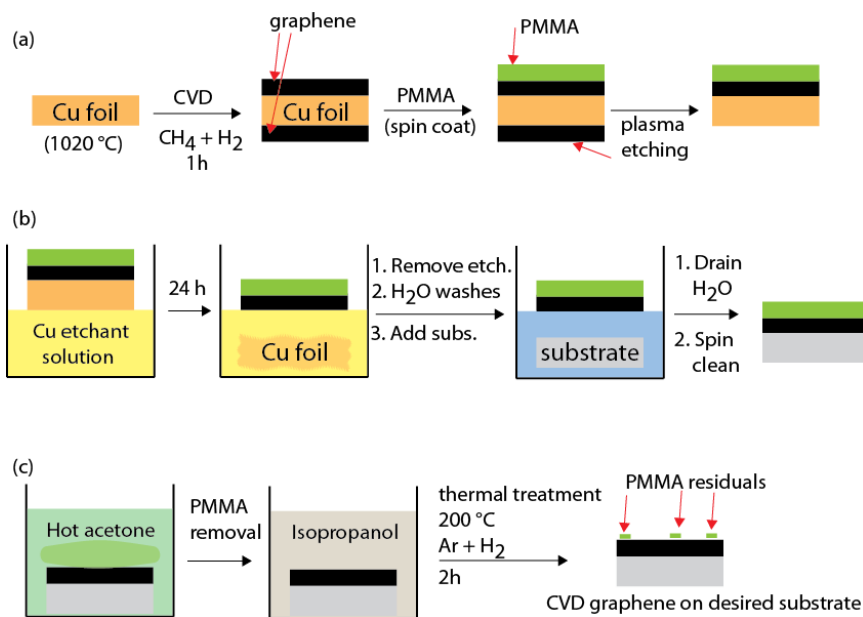 (a)
graphene
PMMA
Cu foil
(1020 °C)
CVD
CH₄ + H₂
1h
Cu foil
PMMA
(spin coat)
plasma
etching
(b)
Cu etchant
solution
24 h
Cu foil
1. Remove etch.
2. H₂O washes
3. Add subs.
substrate
1. Drain
H₂O
2. Spin
clean
(c)
Hot acetone
PMMA
removal
Isopropanol
thermal treatment
200 °C
Ar + H₂
2h
PMMA residuals
CVD graphene on desired substrate